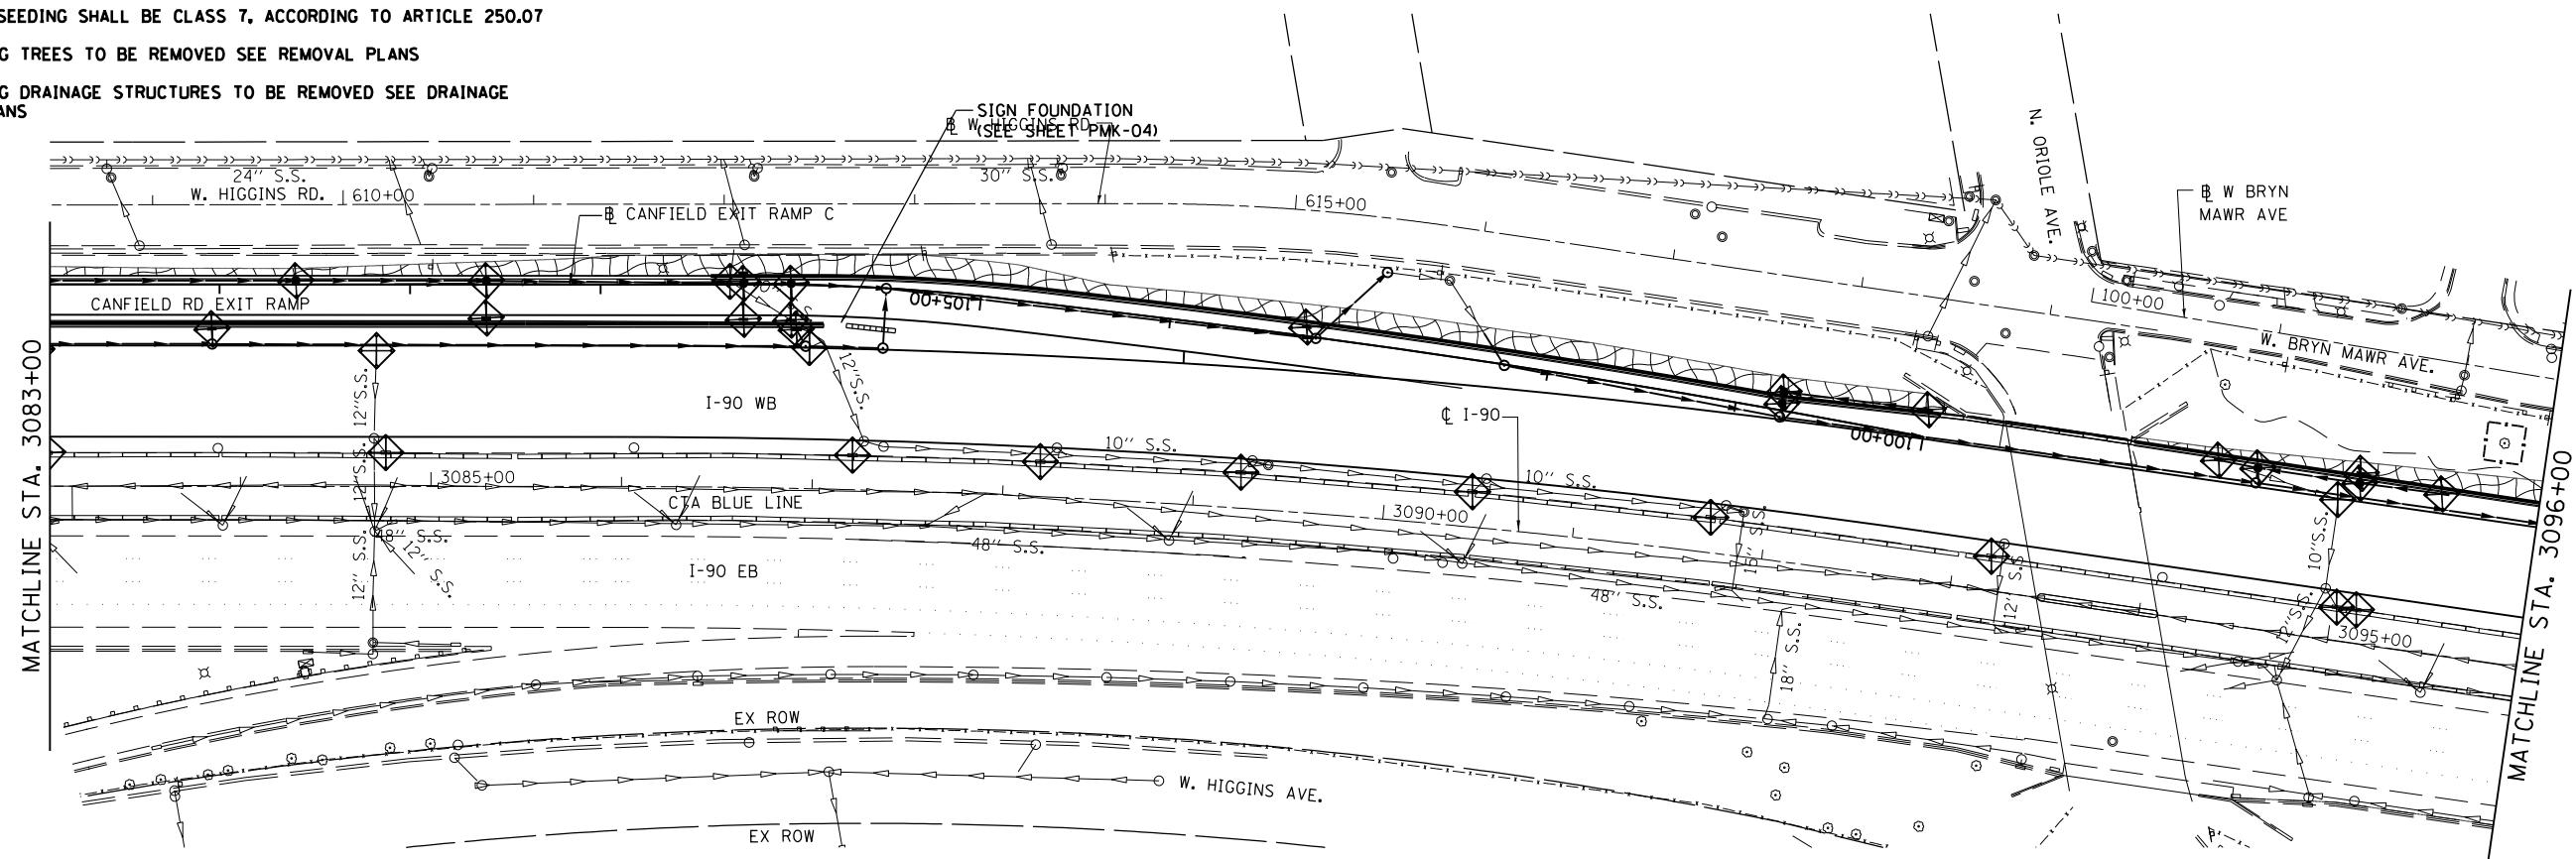 SEEDING SHALL BE CLASS 7, ACCORDING TO ARTICLE 250.07
G TREES TO BE REMOVED SEE REMOVAL PLANS
G DRAINAGE STRUCTURES TO BE REMOVED SEE DRAINAGE
ANS
SIGN FOUNDATION
(SEE SHEET PMK-04)
℄ W HIGGINS RD
24" S.S.
30" S.S.
W. HIGGINS RD.
610+00
615+00
℄ CANFIELD EXIT RAMP C
N. ORIOLE AVE.
℄ W BRYN
MAWR AVE
100+00
W. BRYN MAWR AVE.
CANFIELD RD EXIT RAMP
1105+00
1100+00
12"S.S.
12"S.S.
I-90 WB
℄ I-90
MATCHLINE STA. 3083+00
10" S.S.
10" S.S.
12"S.S.
3085+00
CTA BLUE LINE
3090+00
48" S.S.
48" S.S.
12" S.S.
12" S.S.
15" S.S.
12" S.S.
10"S.S.
12"S.S.
I-90 EB
48" S.S.
18" S.S.
3095+00
MATCHLINE STA. 3096+00
EX ROW
W. HIGGINS AVE.
EX ROW